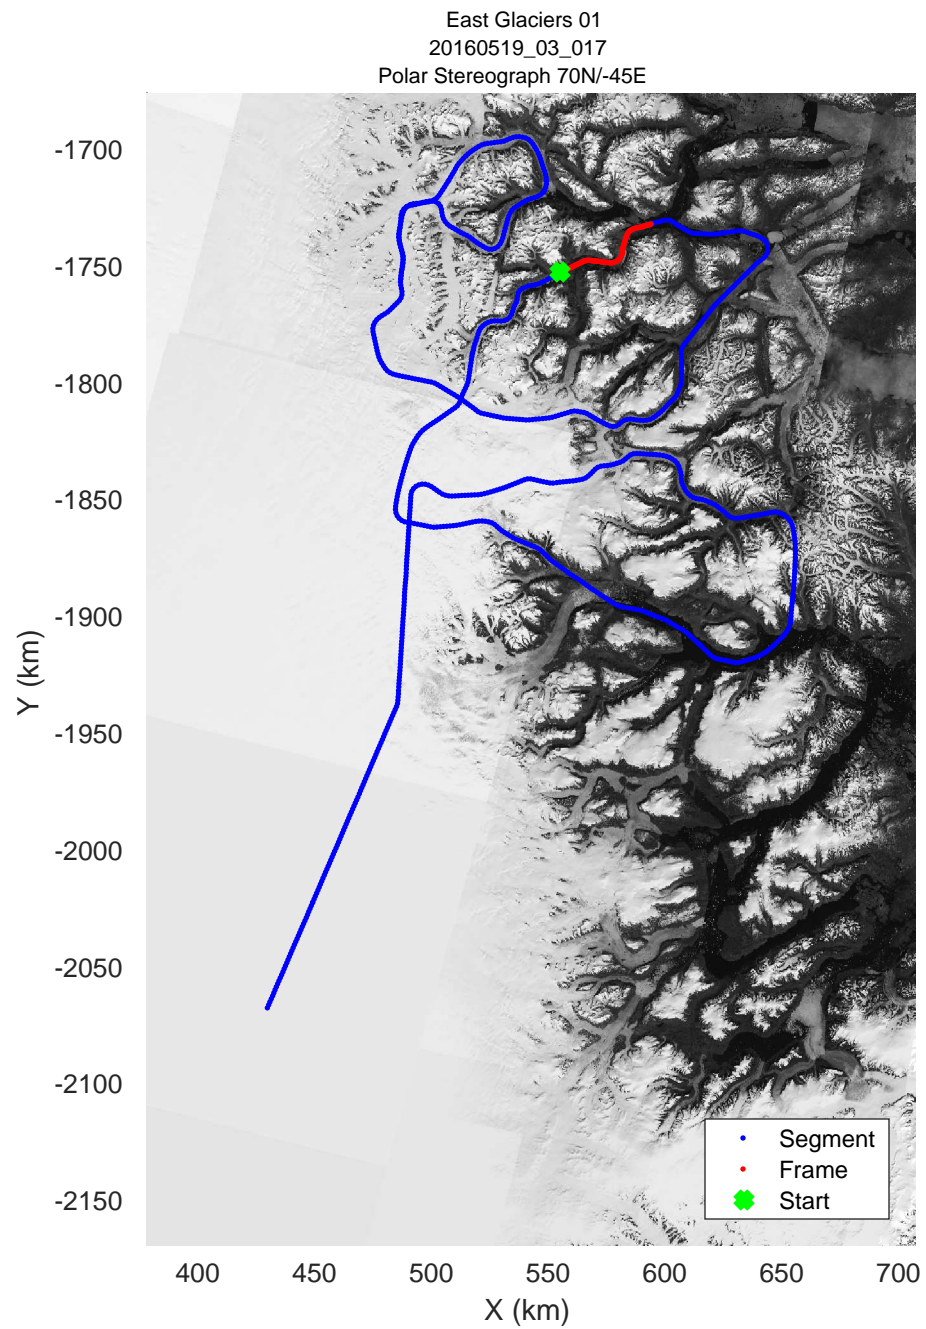 East Glaciers 01
20160519_03_017
Polar Stereograph 70N/-45E
-1700
-1750
-1800
-1850
-1900
-1950
-2000
-2050
-2100
-2150
Y (km)
Segment
Frame
Start
400 450 500 550 600 650 700
X (km)